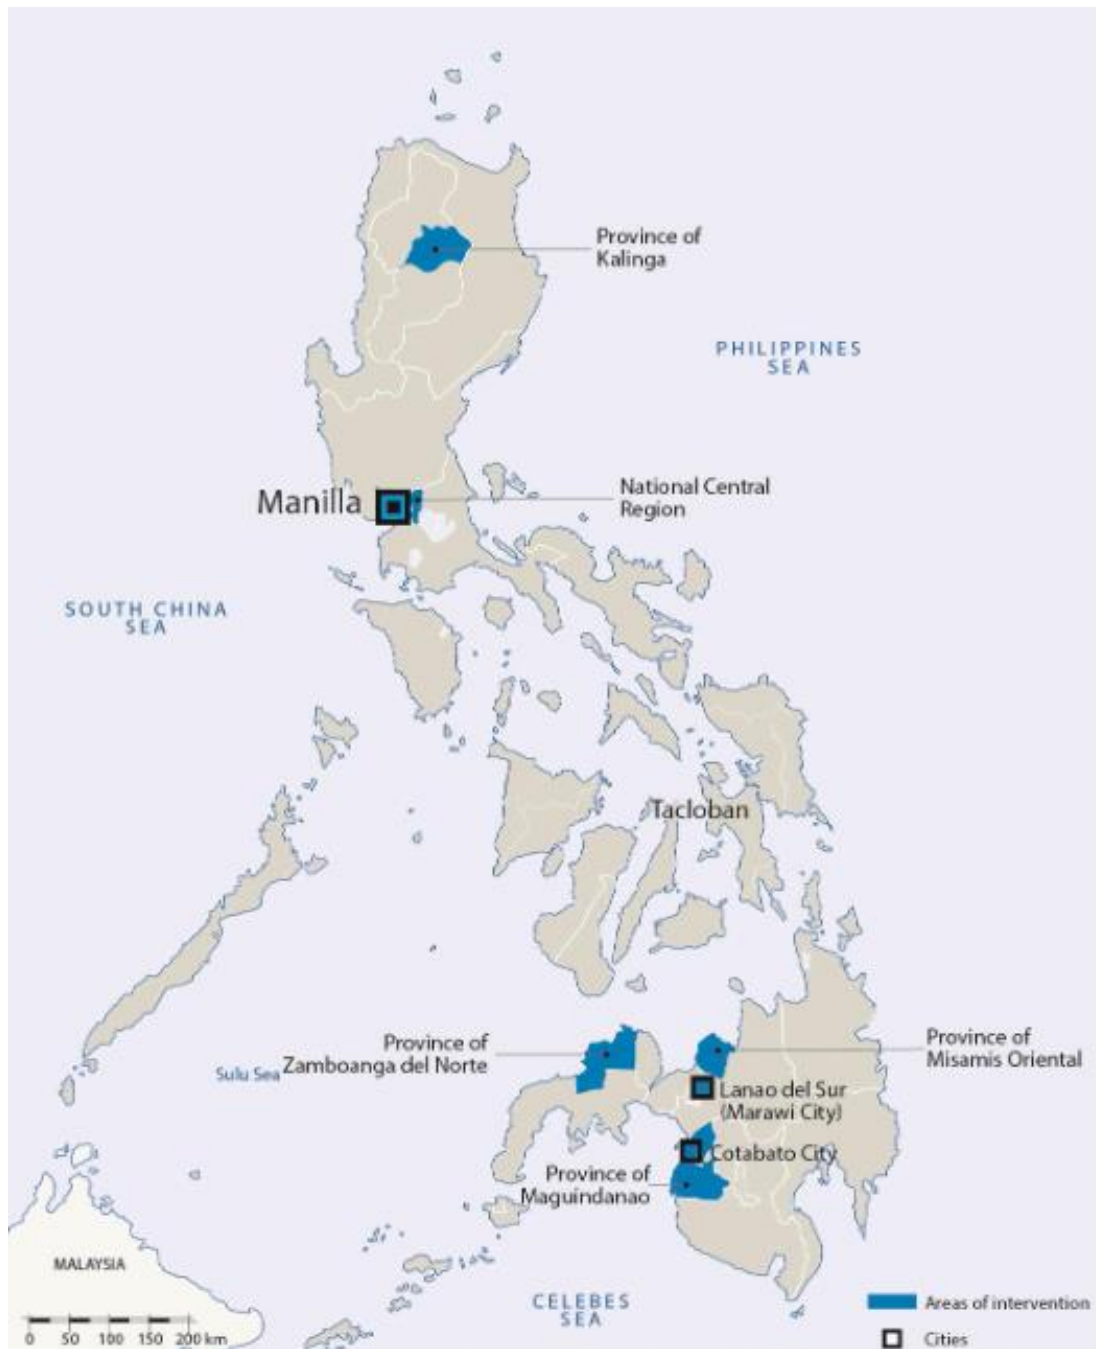 Province of
Kalinga
PHILIPPINES
SEA
Manilla
National Central
Region
SOUTH CHINA
SEA
Tacloban
Province of
Zamboanga del Norte
Sulu Sea
Province of
Misamis Oriental
Lanao del Sur
(Marawi City)
Cotabato City
Province of
Maguindanao
MALAYSIA
CELEBES
SEA
Areas of intervention
Cities
0 50 100 150 200 km